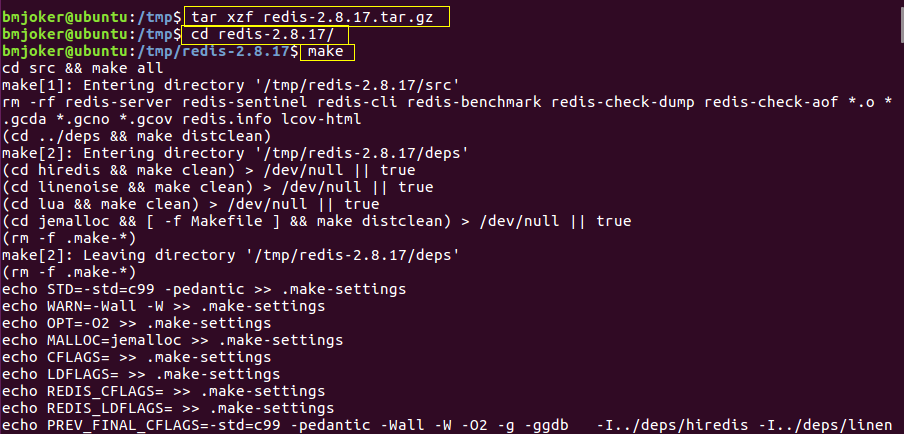 bmjoker@ubuntu:/tmp$ tar xzf redis-2.8.17.tar.gz
bmjoker@ubuntu:/tmp$ cd redis-2.8.17/
bmjoker@ubuntu:/tmp/redis-2.8.17$ make
cd src && make all
make[1]: Entering directory '/tmp/redis-2.8.17/src'
rm -rf redis-server redis-sentinel redis-cli redis-benchmark redis-check-dump redis-check-aof *.o *
.gcda *.gcno *.gcov redis.info lcov-html
(cd ../deps && make distclean)
make[2]: Entering directory '/tmp/redis-2.8.17/deps'
(cd hiredis && make clean) > /dev/null || true
(cd linenoise && make clean) > /dev/null || true
(cd lua && make clean) > /dev/null || true
(cd jemalloc && [ -f Makefile ] && make distclean) > /dev/null || true
(rm -f .make-*)
make[2]: Leaving directory '/tmp/redis-2.8.17/deps'
(rm -f .make-*)
echo STD=-std=c99 -pedantic >> .make-settings
echo WARN=-Wall -W >> .make-settings
echo OPT=-O2 >> .make-settings
echo MALLOC=jemalloc >> .make-settings
echo CFLAGS= >> .make-settings
echo LDFLAGS= >> .make-settings
echo REDIS_CFLAGS= >> .make-settings
echo REDIS_LDFLAGS= >> .make-settings
echo PREV_FINAL_CFLAGS=-std=c99 -pedantic -Wall -W -O2 -g -ggdb   -I../deps/hiredis -I../deps/linen